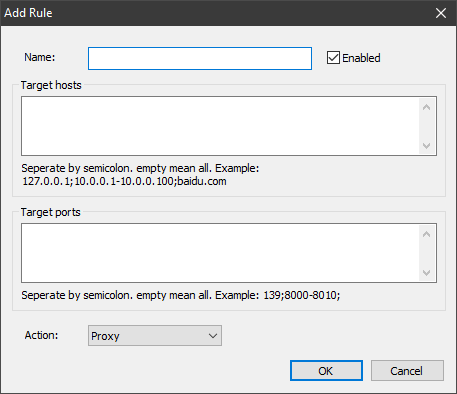 Add Rule
Name:
Enabled
Target hosts
Seperate by semicolon. empty mean all. Example:
127.0.0.1;10.0.0.1-10.0.0.100;baidu.com
Target ports
Seperate by semicolon. empty mean all. Example: 139;8000-8010;
Action:
Proxy
OK
Cancel